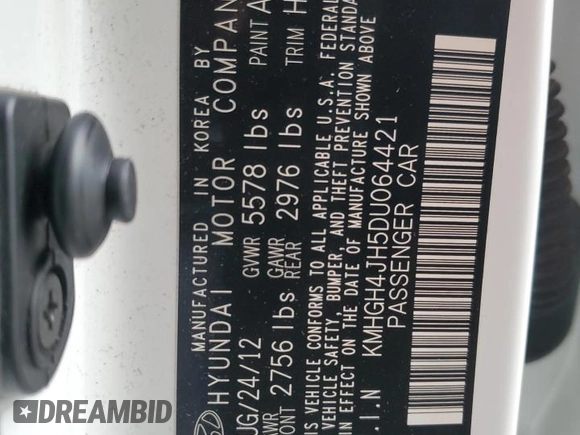 MANUFACTURED IN KOREA BY
HYUNDAI MOTOR COMPAN
UG/24/12 GVWR 5578 lbs PAINT A
AWR 2756 lbs GAWR 2976 lbs TRIM H
ONT REAR
IS VEHICLE CONFORMS TO ALL APPLICABLE U.S.A. FEDERAL
VEHICLE SAFETY, BUMPER, AND THEFT PREVENTION STANDA
IN EFFECT ON THE DATE OF MANUFACTURE SHOWN ABOVE
.I.N KMHGH4JH5DU064421
PASSENGER CAR
DREAMBID